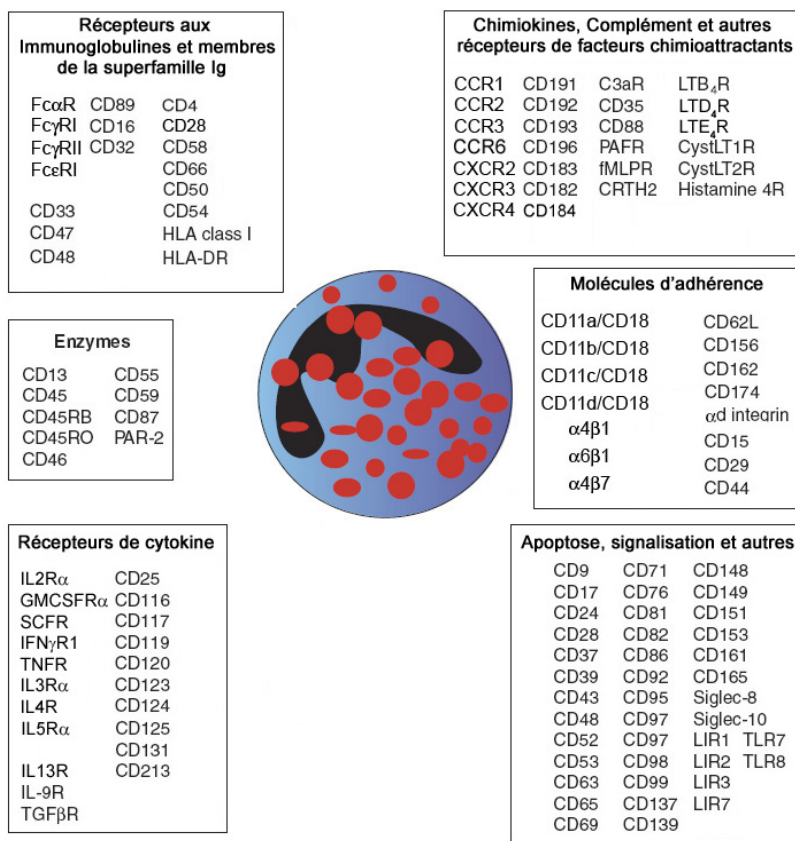 Récepteurs aux
Immunoglobulines et membres
de la superfamille Ig
FcαR CD89 CD4
FcγRI CD16 CD28
FcγRII CD32 CD58
FcεRI CD66
CD50
CD33 CD54
CD47 HLA class I
CD48 HLA-DR
Chimiokines, Complément et autres
récepteurs de facteurs chimioattractants
CCR1 CD191 C3aR LTB4R
CCR2 CD192 CD35 LTD4R
CCR3 CD193 CD88 LTE4R
CCR6 CD196 PAFR CystLT1R
CXCR2 CD183 fMLPR CystLT2R
CXCR3 CD182 CRTH2 Histamine 4R
CXCR4 CD184
Enzymes
CD13 CD55
CD45 CD59
CD45RB CD87
CD45RO PAR-2
CD46
Molécules d'adhérence
CD11a/CD18 CD62L
CD11b/CD18 CD156
CD11c/CD18 CD162
CD11d/CD18 CD174
α4β1 αd integrin
α6β1 CD15
α4β7 CD29
CD44
Récepteurs de cytokine
IL2Rα CD25
GMCSFRα CD116
SCFR CD117
IFNγR1 CD119
TNFR CD120
IL3Rα CD123
IL4R CD124
IL5Rα CD125
CD131
IL13R CD213
IL-9R
TGFβR
Apoptose, signalisation et autres
CD9 CD71 CD148
CD17 CD76 CD149
CD24 CD81 CD151
CD28 CD82 CD153
CD37 CD86 CD161
CD39 CD92 CD165
CD43 CD95 Siglec-8
CD48 CD97 Siglec-10
CD52 CD97 LIR1 TLR7
CD53 CD98 LIR2 TLR8
CD63 CD99 LIR3
CD65 CD137 LIR7
CD69 CD139